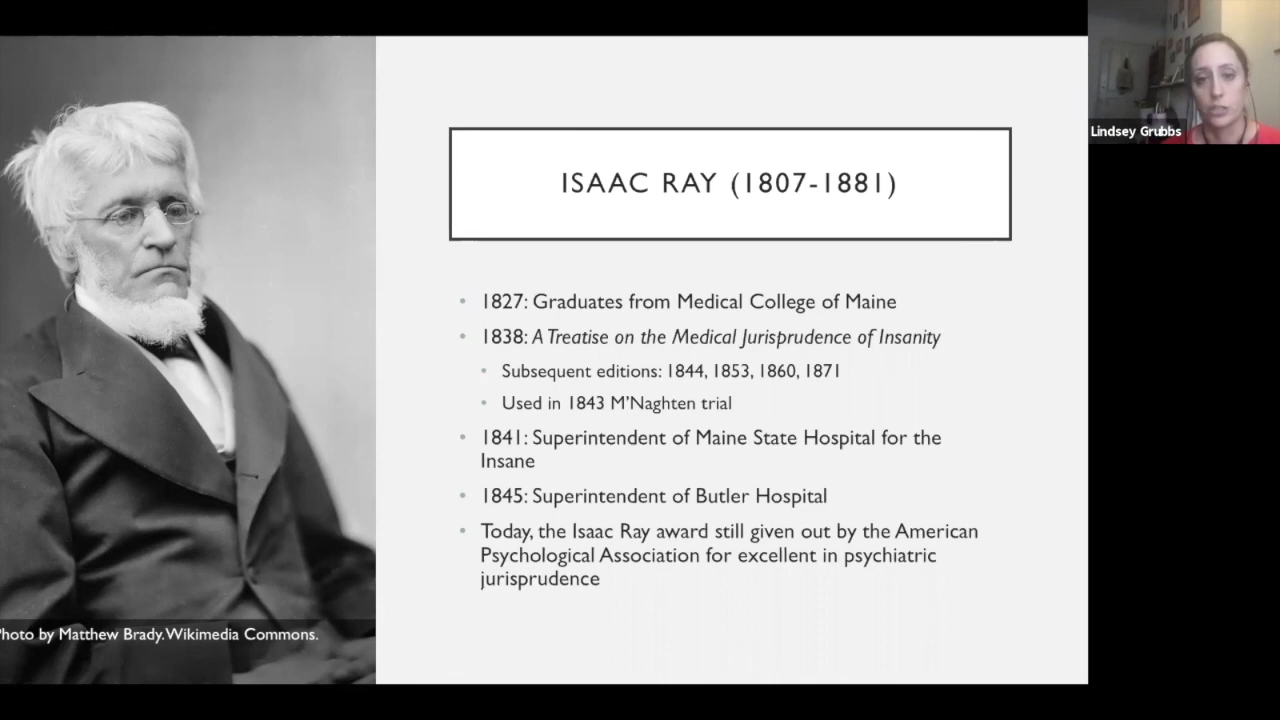 ISAAC RAY (1807-1881)
1827: Graduates from Medical College of Maine
1838: A Treatise on the Medical Jurisprudence of Insanity
Subsequent editions: 1844, 1853, 1860, 1871
Used in 1843 M'Naghten trial
1841: Superintendent of Maine State Hospital for the
Insane
1845: Superintendent of Butler Hospital
Today, the Isaac Ray award still given out by the American
Psychological Association for excellent in psychiatric
jurisprudence
Photo by Matthew Brady. Wikimedia Commons.
Lindsey Grubbs